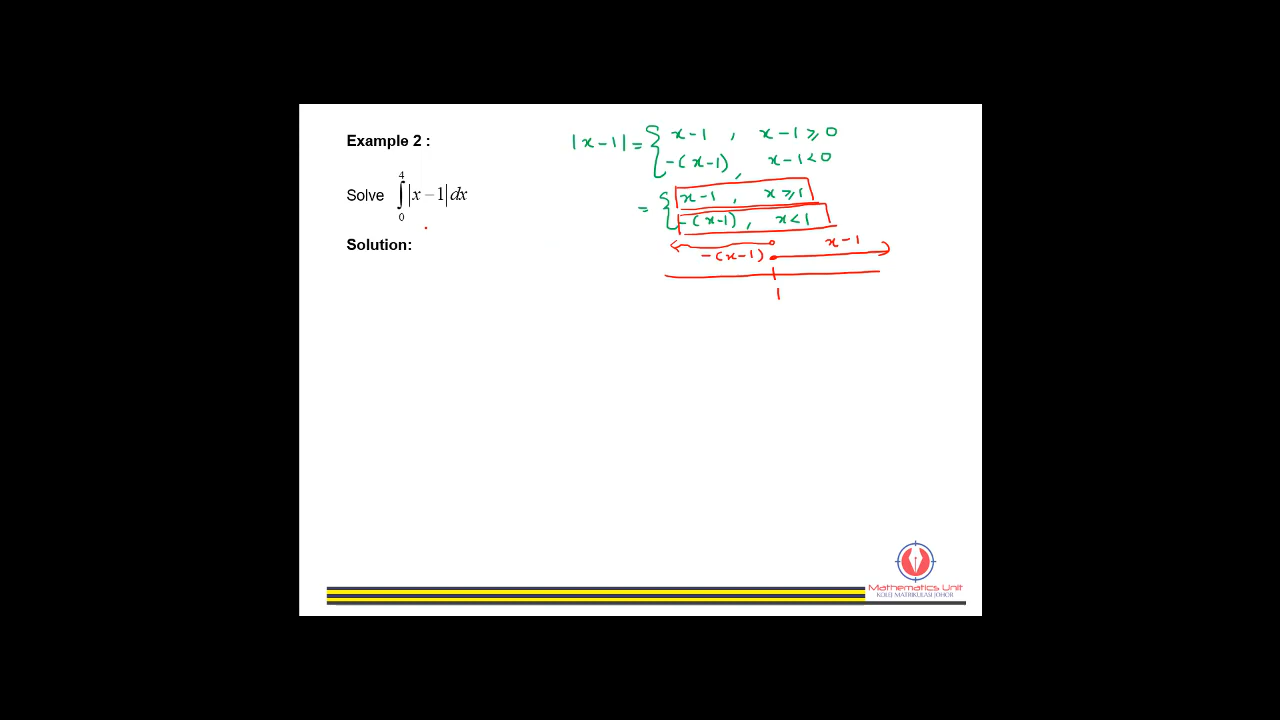 Example 2 :
Solve ∫₀⁴ |x − 1| dx
Solution:
|x-1| = { x-1 , x-1 ⩾ 0
-(x-1) , x-1 < 0
= { x-1 , x ⩾ 1
-(x-1) , x < 1
x-1
-(x-1)
1
Mathematics Unit
KOLEJ MATRIKULASI JOHOR